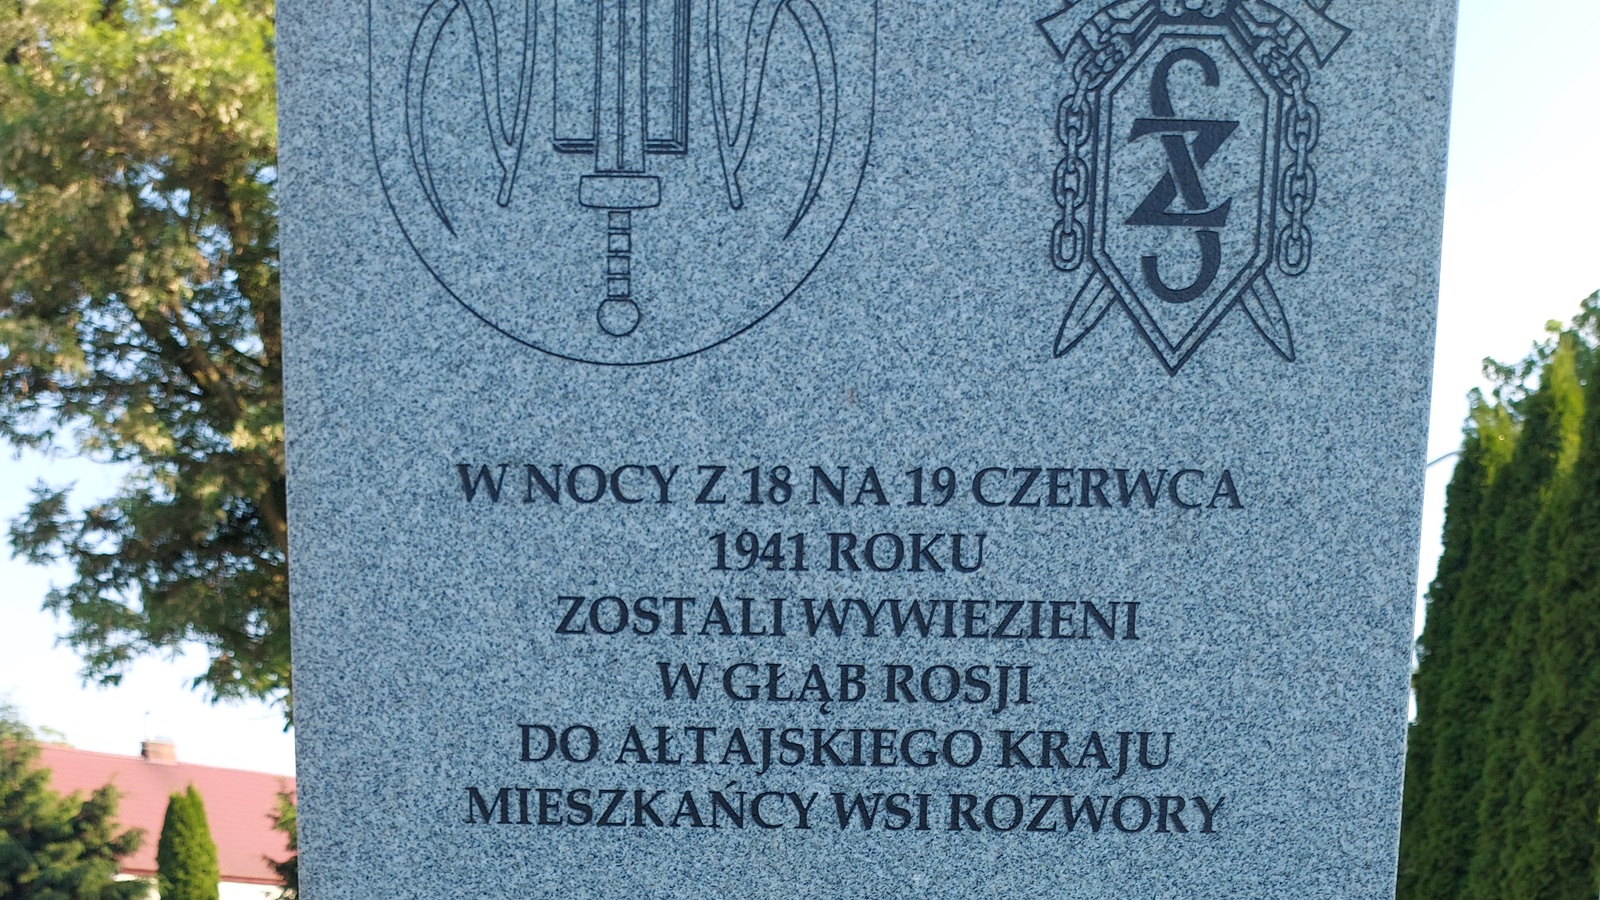 W NOCY Z 18 NA 19 CZERWCA
1941 ROKU
ZOSTALI WYWIEZIENI
W GŁĄB ROSJI
DO AŁTAJSKIEGO KRAJU
MIESZKAŃCY WSI ROZWORY